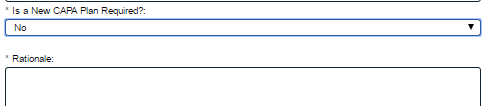 * Is a New CAPA Plan Required?:
No
* Rationale: